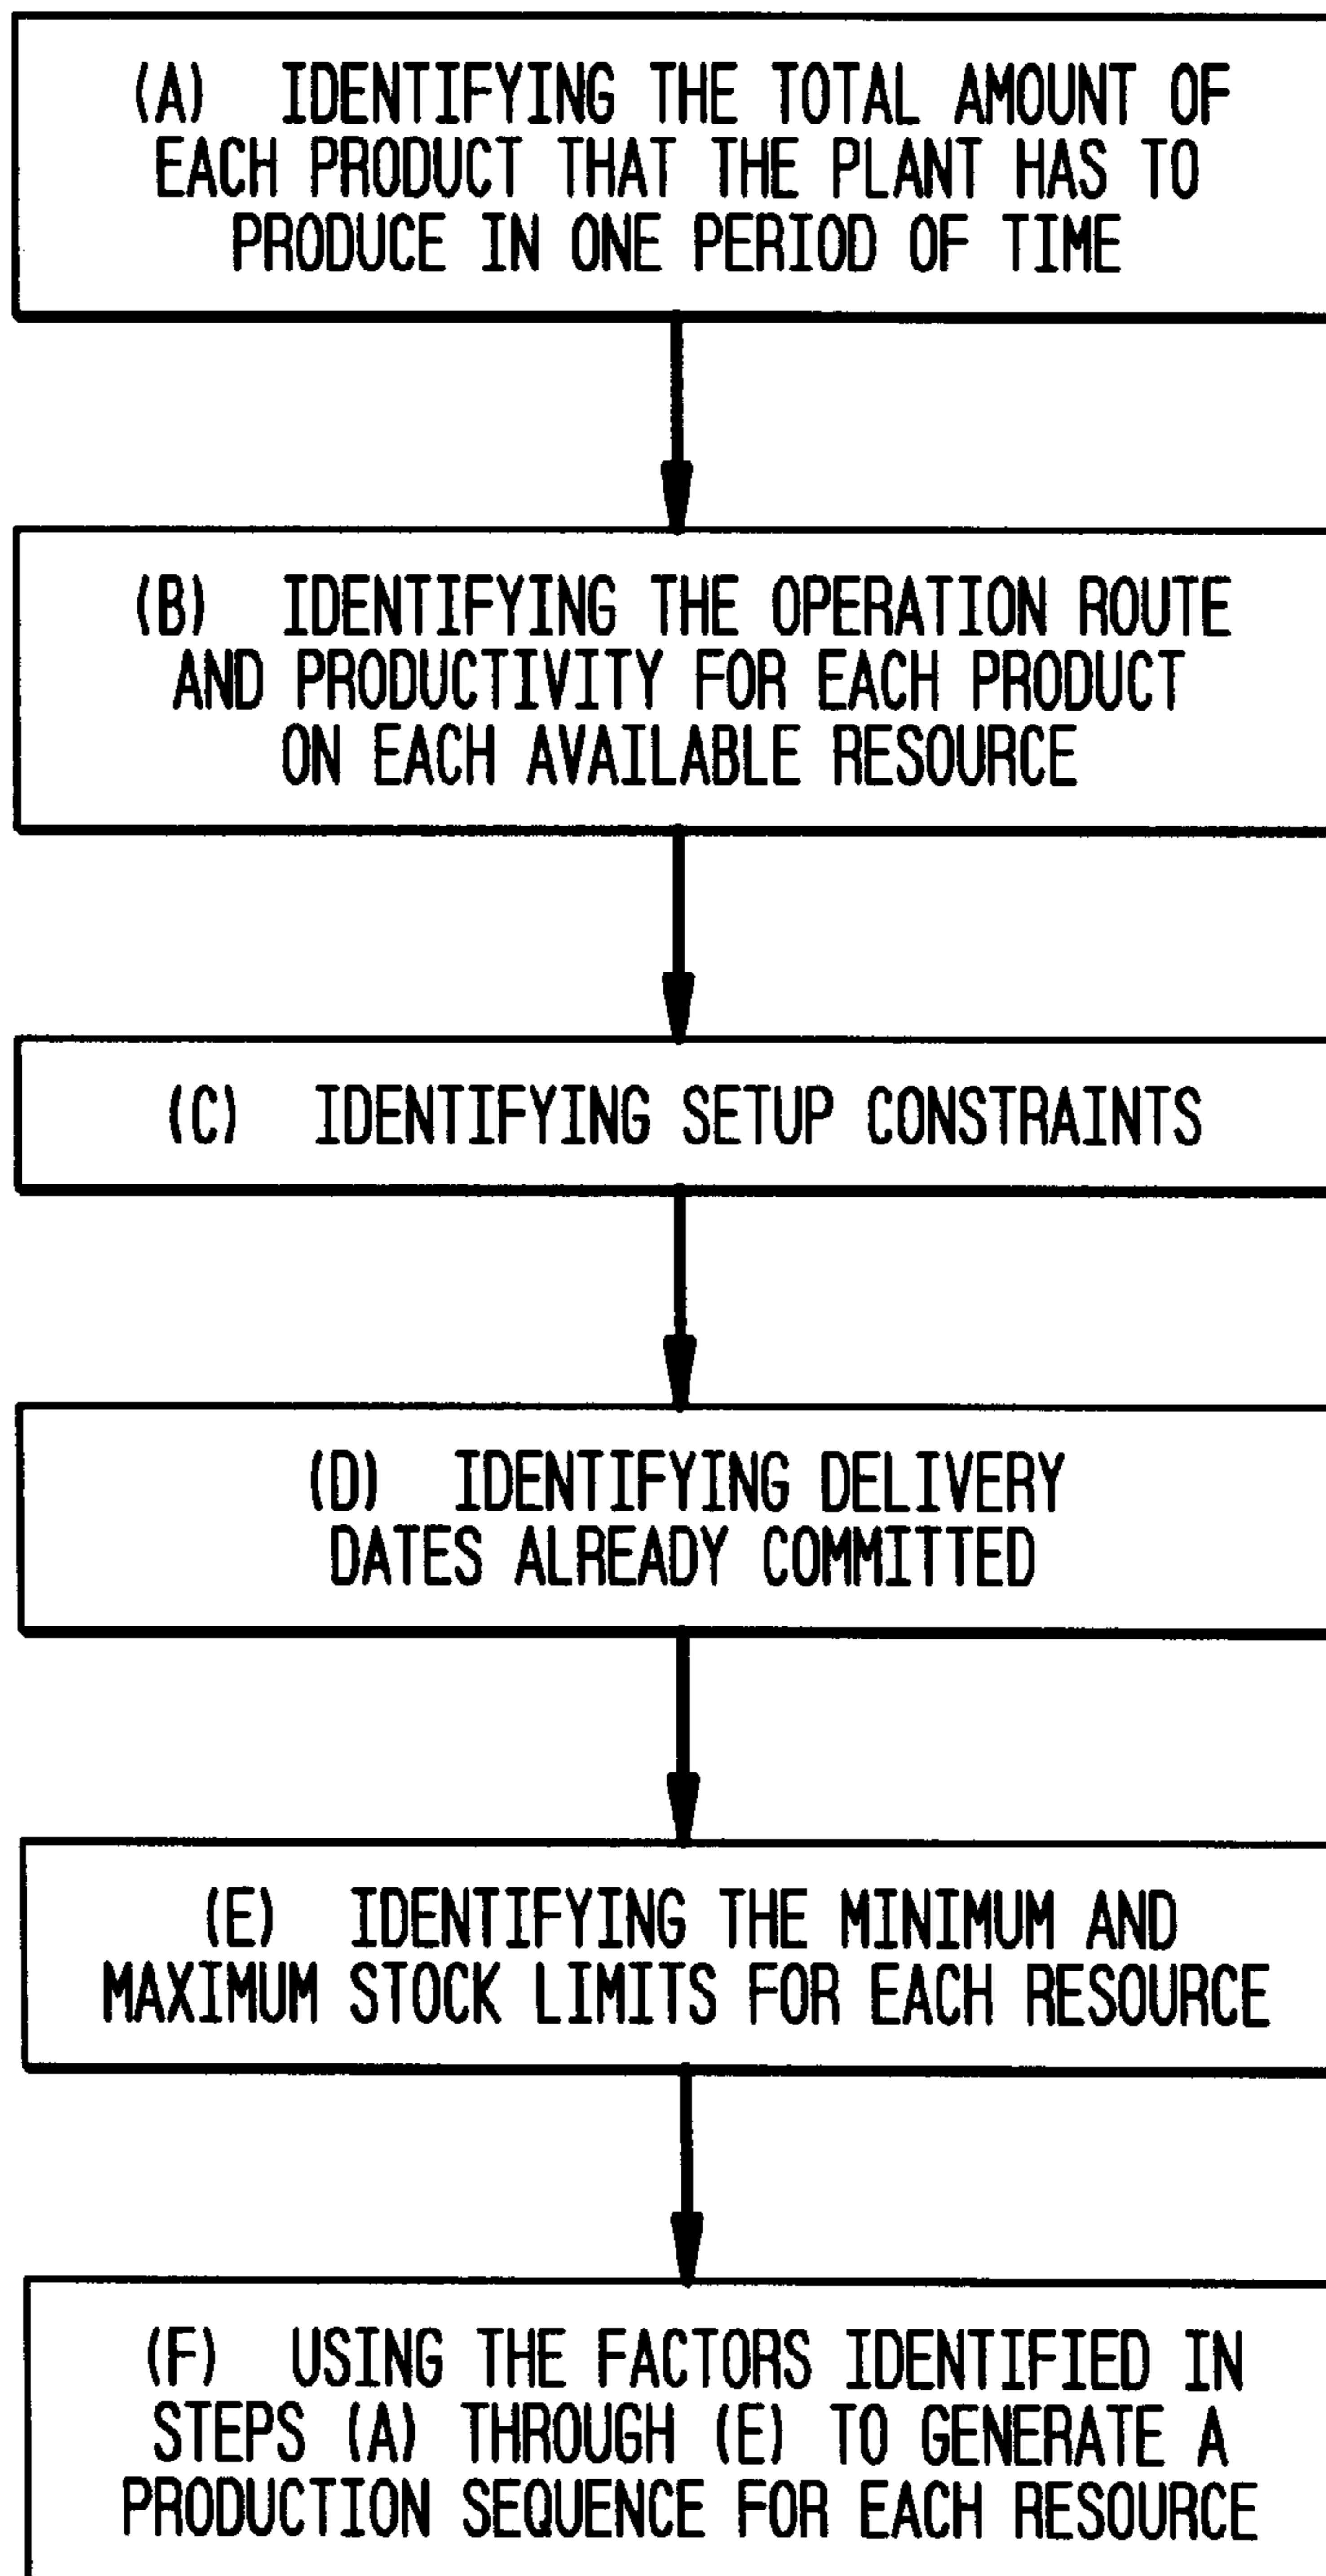 (A) IDENTIFYING THE TOTAL AMOUNT OF
EACH PRODUCT THAT THE PLANT HAS TO
PRODUCE IN ONE PERIOD OF TIME
(B) IDENTIFYING THE OPERATION ROUTE
AND PRODUCTIVITY FOR EACH PRODUCT
ON EACH AVAILABLE RESOURCE
(C) IDENTIFYING SETUP CONSTRAINTS
(D) IDENTIFYING DELIVERY
DATES ALREADY COMMITTED
(E) IDENTIFYING THE MINIMUM AND
MAXIMUM STOCK LIMITS FOR EACH RESOURCE
(F) USING THE FACTORS IDENTIFIED IN
STEPS (A) THROUGH (E) TO GENERATE A
PRODUCTION SEQUENCE FOR EACH RESOURCE